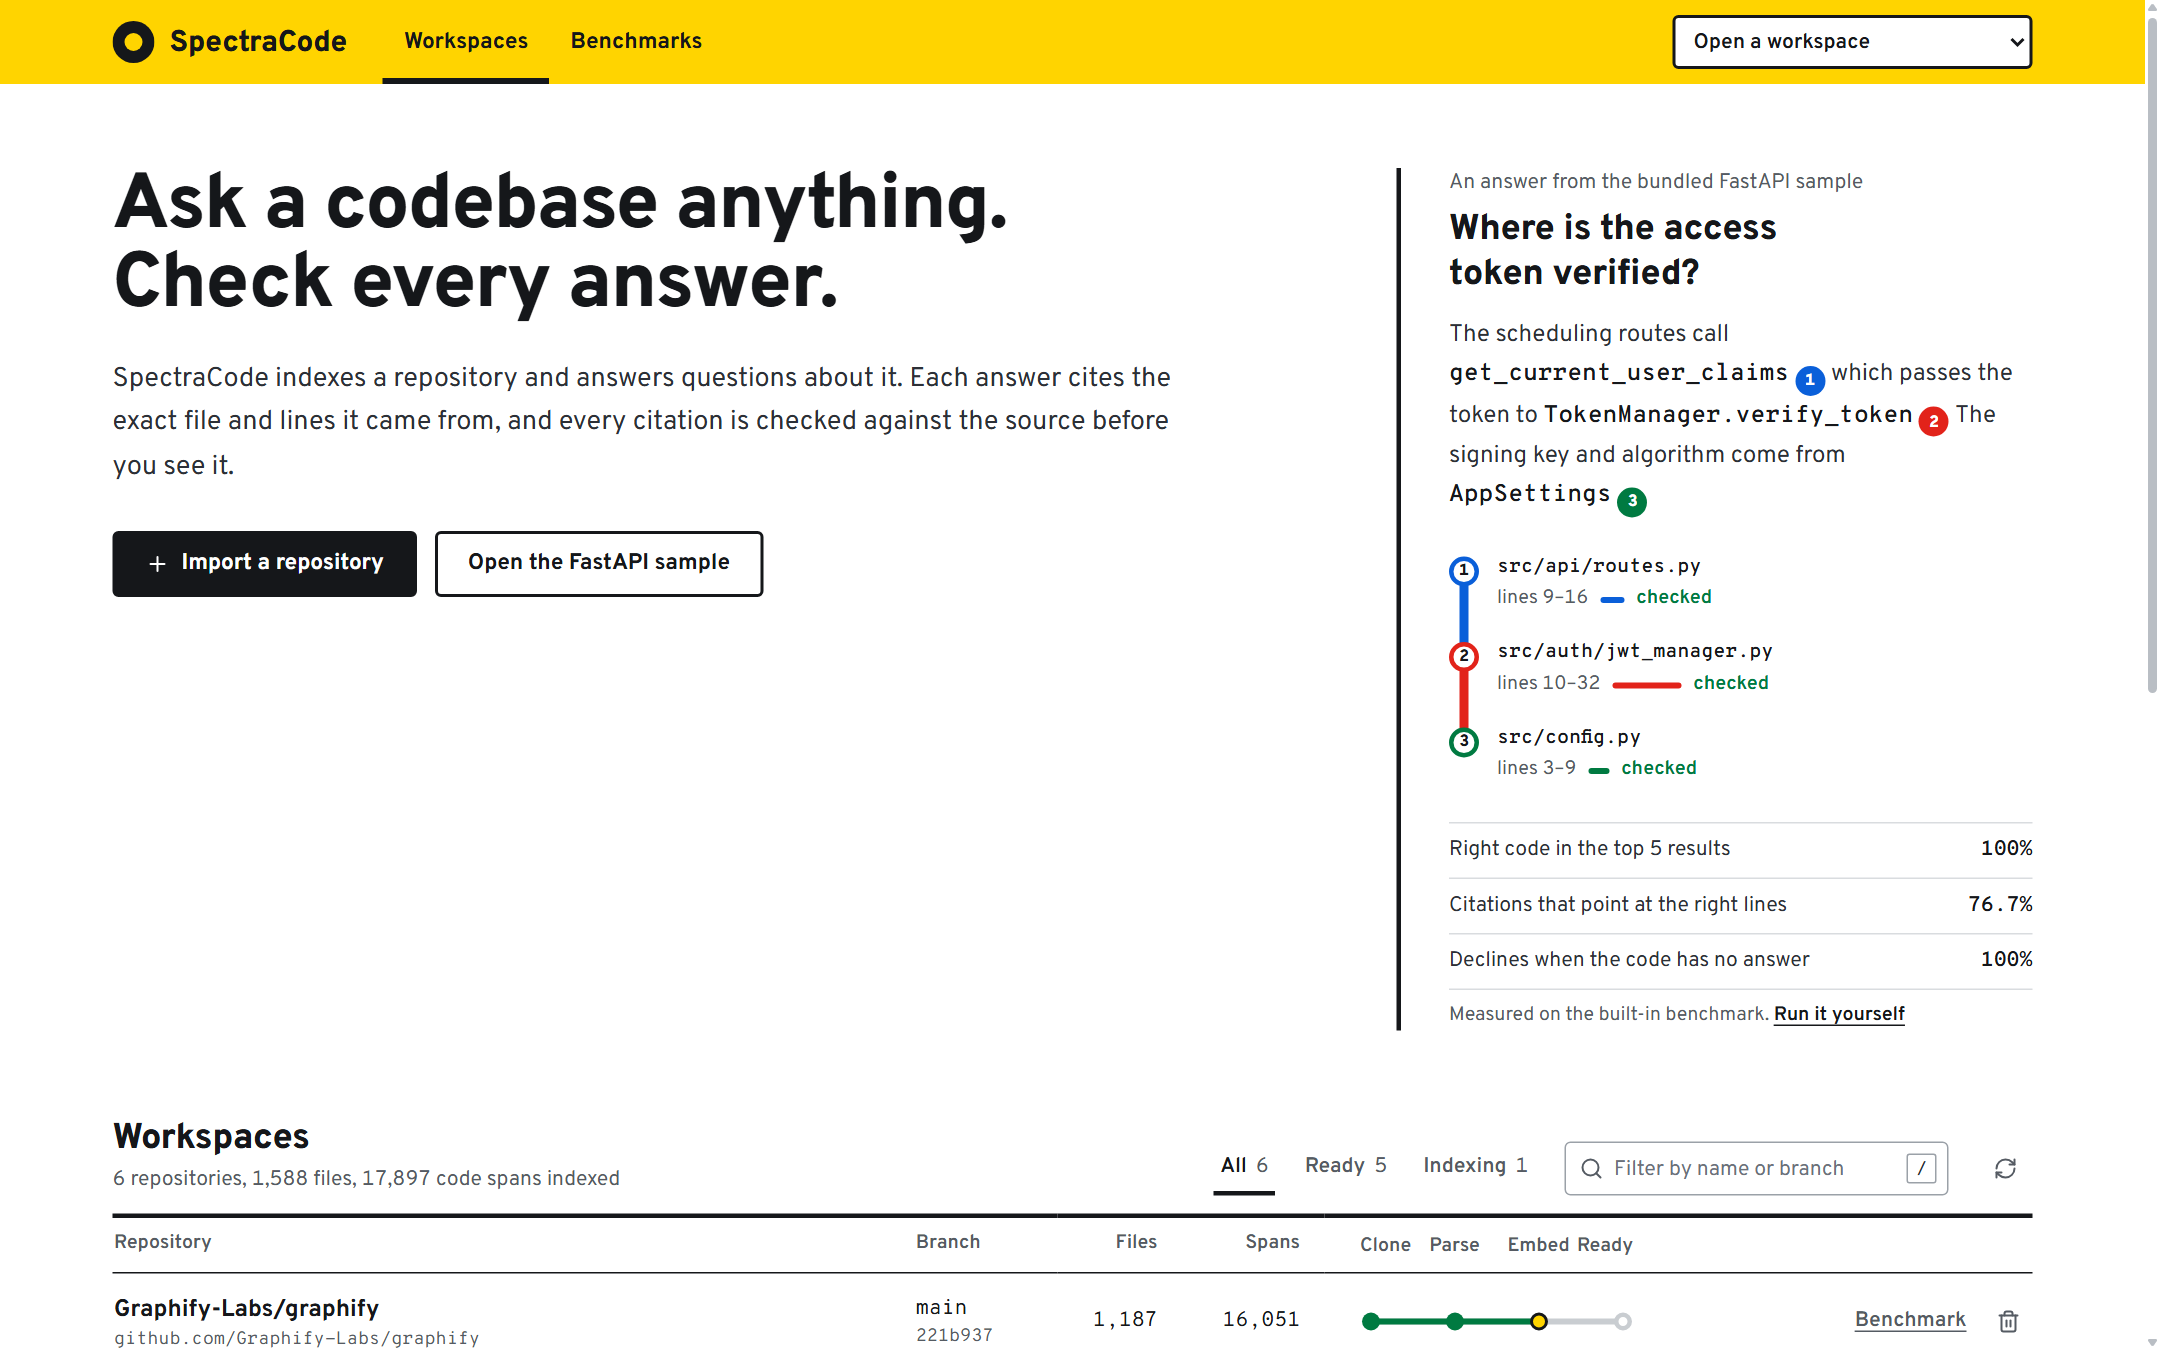 SpectraCode
Workspaces
Benchmarks
Open a workspace
Ask a codebase anything.
Check every answer.
SpectraCode indexes a repository and answers questions about it. Each answer cites the
exact file and lines it came from, and every citation is checked against the source before
you see it.
Import a repository
Open the FastAPI sample
An answer from the bundled FastAPI sample
Where is the access
token verified?
The scheduling routes call
get_current_user_claims 1 which passes the
token to TokenManager.verify_token 2 The
signing key and algorithm come from
AppSettings 3
1 src/api/routes.py
lines 9–16 checked
2 src/auth/jwt_manager.py
lines 10–32 checked
3 src/config.py
lines 3–9 checked
Right code in the top 5 results 100%
Citations that point at the right lines 76.7%
Declines when the code has no answer 100%
Measured on the built-in benchmark. Run it yourself
Workspaces
6 repositories, 1,588 files, 17,897 code spans indexed
All 6
Ready 5
Indexing 1
Filter by name or branch /
Repository Branch Files Spans Clone Parse Embed Ready
Graphify-Labs/graphify main 1,187 16,051 Benchmark
github.com/Graphify-Labs/graphify 221b937